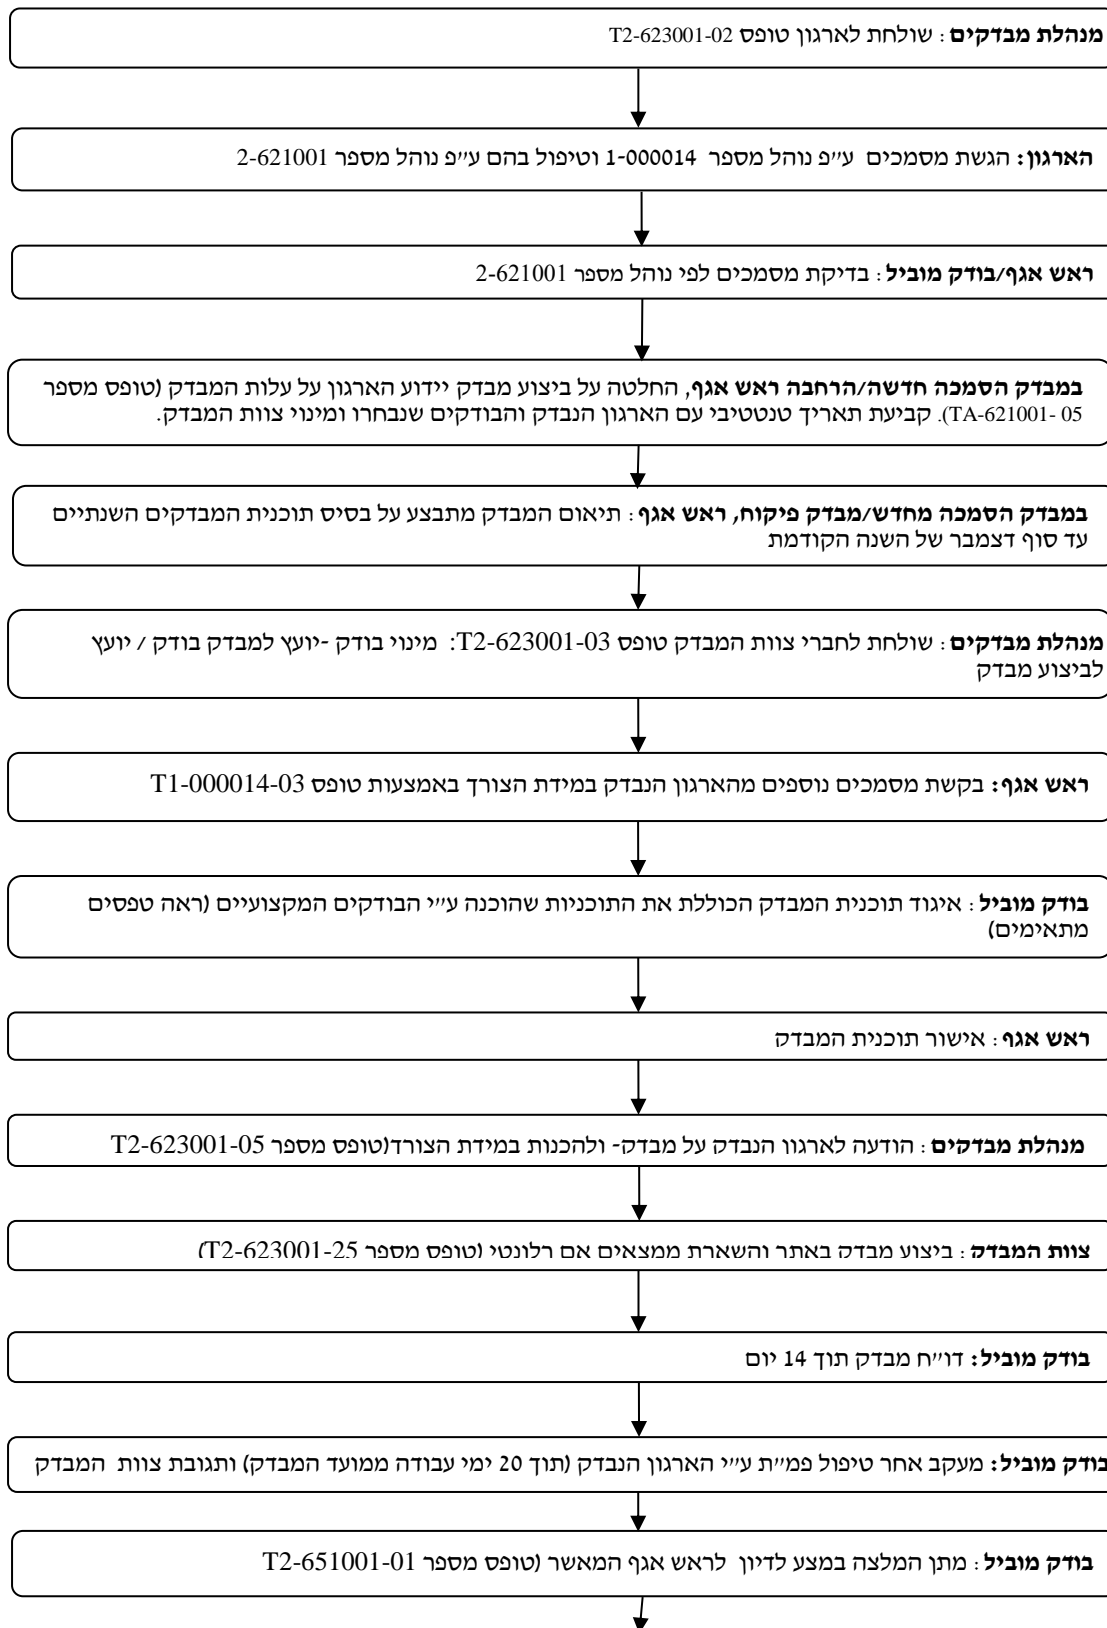 מנהלת מבדקים: שולחת לארגון טופס T2-623001-02
הארגון: הגשת מסמכים ע״פ נוהל מספר 1-000014 וטיפול בהם ע״פ נוהל מספר 2-621001
ראש אגף/בודק מוביל: בדיקת מסמכים לפי נוהל מספר 2-621001
במבדק הסמכה חדשה/הרחבה ראש אגף, החלטה על ביצוע מבדק יידוע הארגון על עלות המבדק (טופס מספר
TA-621001- 05). קביעת תאריך טנטטיבי עם הארגון הנבדק והבודקים שנבחרו ומינוי צוות המבדק.
במבדק הסמכה מחדש/מבדק פיקוח, ראש אגף: תיאום המבדק מתבצע על בסיס תוכנית המבדקים השנתיים
עד סוף דצמבר של השנה הקודמת
מנהלת מבדקים: שולחת לחברי צוות המבדק טופס T2-623001-03: מינוי בודק -יועץ למבדק בודק / יועץ
לביצוע מבדק
ראש אגף: בקשת מסמכים נוספים מהארגון הנבדק במידת הצורך באמצעות טופס T1-000014-03
בודק מוביל: איגוד תוכנית המבדק הכוללת את התוכניות שהוכנה ע״י הבודקים המקצועיים (ראה טפסים
מתאימים)
ראש אגף: אישור תוכנית המבדק
מנהלת מבדקים: הודעה לארגון הנבדק על מבדק- ולהכנות במידת הצורך(טופס מספר T2-623001-05
צוות המבדק: ביצוע מבדק באתר והשארת ממצאים אם רלונטי (טופס מספר T2-623001-25)
בודק מוביל: דו״ח מבדק תוך 14 יום
בודק מוביל: מעקב אחר טיפול פמ״ת ע״י הארגון הנבדק (תוך 20 ימי עבודה ממועד המבדק) ותגובת צוות המבדק
בודק מוביל: מתן המלצה במצע לדיון לראש אגף המאשר (טופס מספר T2-651001-01